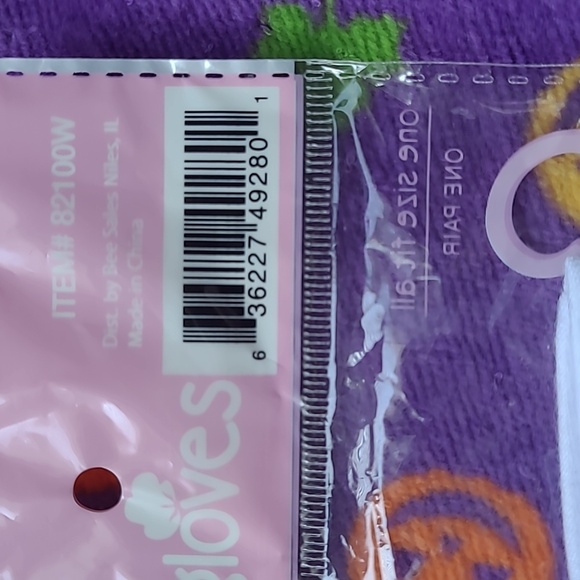 ITEM# 82100W
Dist. by Bee Sales Niles, IL
Made in China
6 36227 49280 1
gloves
one size fit all
ONE PAIR